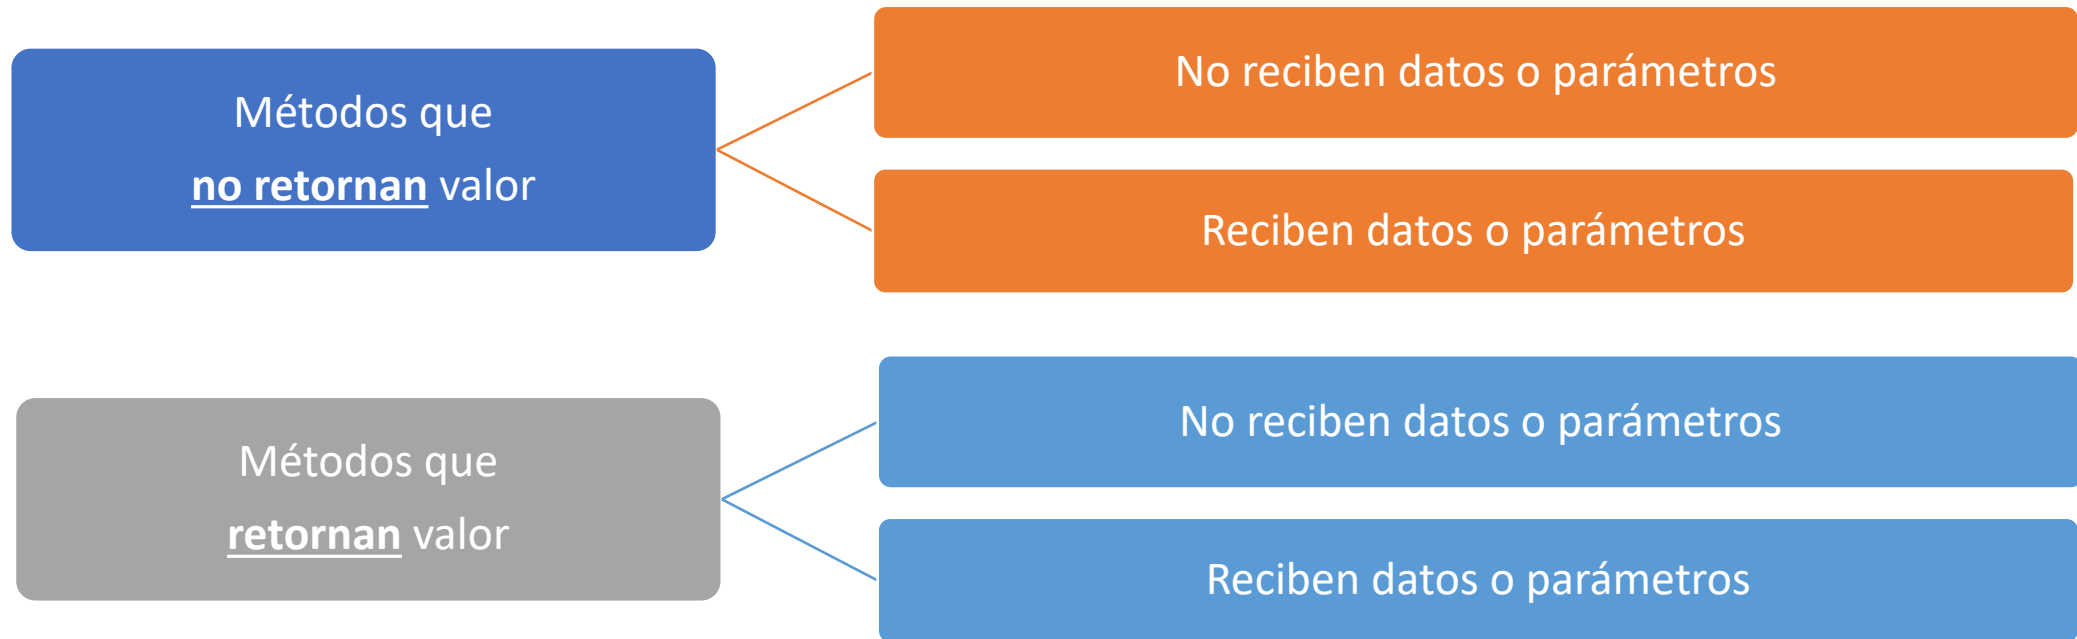 Métodos que
no retornan valor
No reciben datos o parámetros
Reciben datos o parámetros
Métodos que
retornan valor
No reciben datos o parámetros
Reciben datos o parámetros